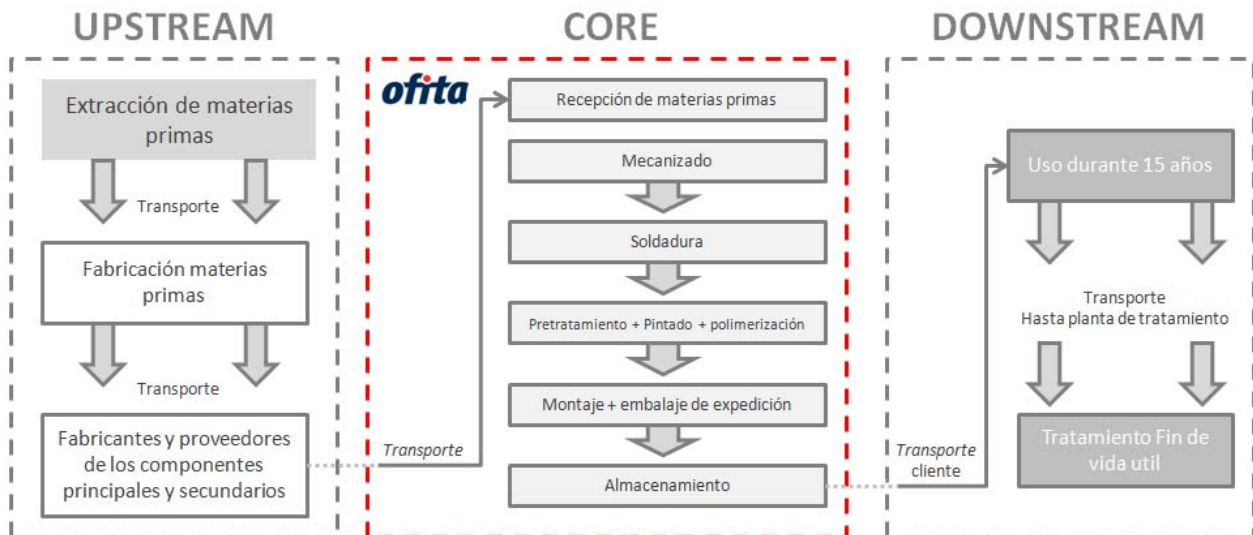 UPSTREAM
Extracción de materias
primas
Transporte
Fabricación materias
primas
Transporte
Fabricantes y proveedores
de los componentes
principales y secundarios
CORE
ofita
Transporte
Recepción de materias primas
Mecanizado
Soldadura
Pretratamiento + Pintado + polimerización
Montaje + embalaje de expedición
Almacenamiento
DOWNSTREAM
Transporte
cliente
Uso durante 15 años
Transporte
Hasta planta de tratamiento
Tratamiento Fin de
vida util